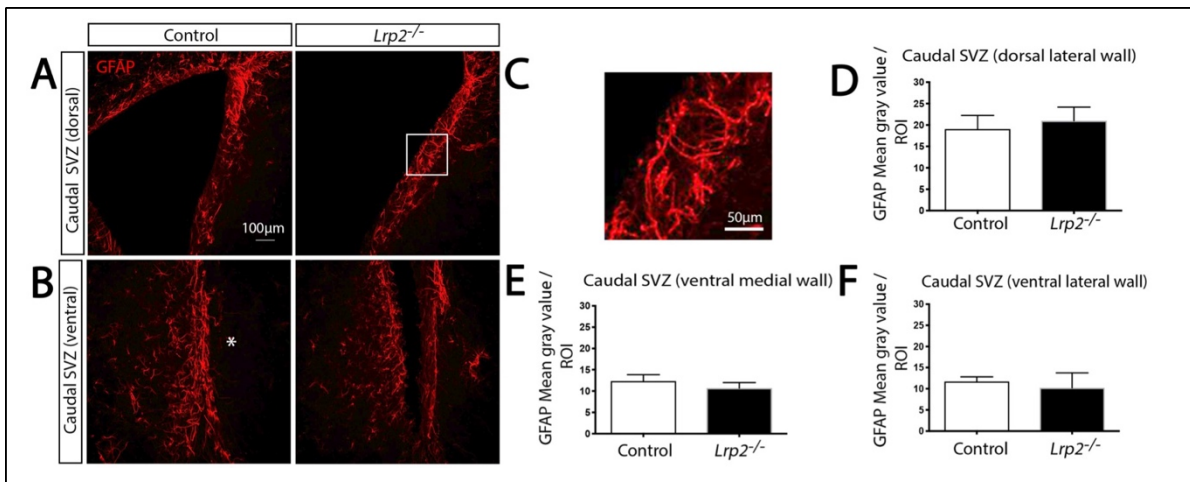 Control
Lrp2-/-
A
Caudal SVZ (dorsal)
GFAP
100µm
B
Caudal SVZ (ventral)
*
C
50µm
D
Caudal SVZ (dorsal lateral wall)
GFAP Mean gray value /
ROI
30
25
20
15
10
5
0
Control
Lrp2-/-
E
Caudal SVZ (ventral medial wall)
GFAP Mean gray value /
ROI
30
25
20
15
10
5
0
Control
Lrp2-/-
F
Caudal SVZ (ventral lateral wall)
GFAP Mean gray value /
ROI
30
25
20
15
10
5
0
Control
Lrp2-/-